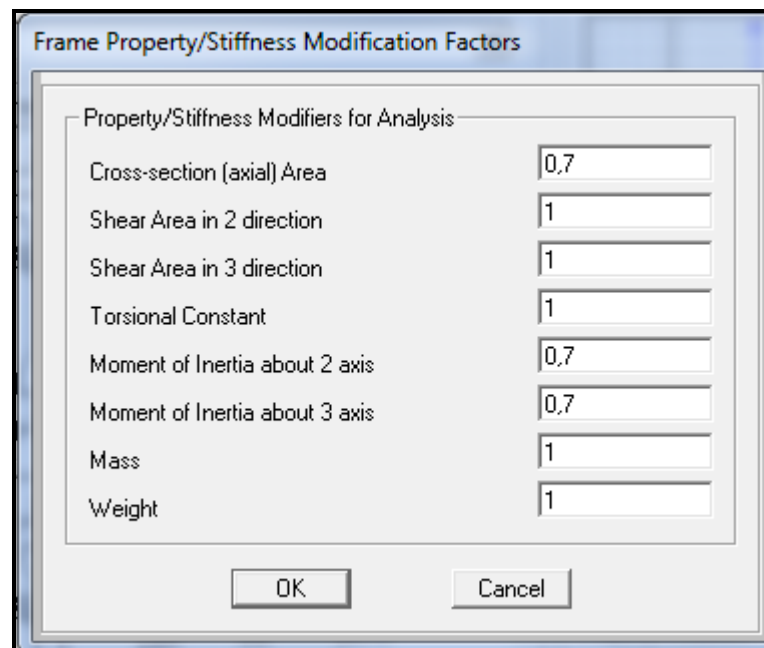 Frame Property/Stiffness Modification Factors
Property/Stiffness Modifiers for Analysis
Cross-section (axial) Area 0,7
Shear Area in 2 direction 1
Shear Area in 3 direction 1
Torsional Constant 1
Moment of Inertia about 2 axis 0,7
Moment of Inertia about 3 axis 0,7
Mass 1
Weight 1
OK Cancel